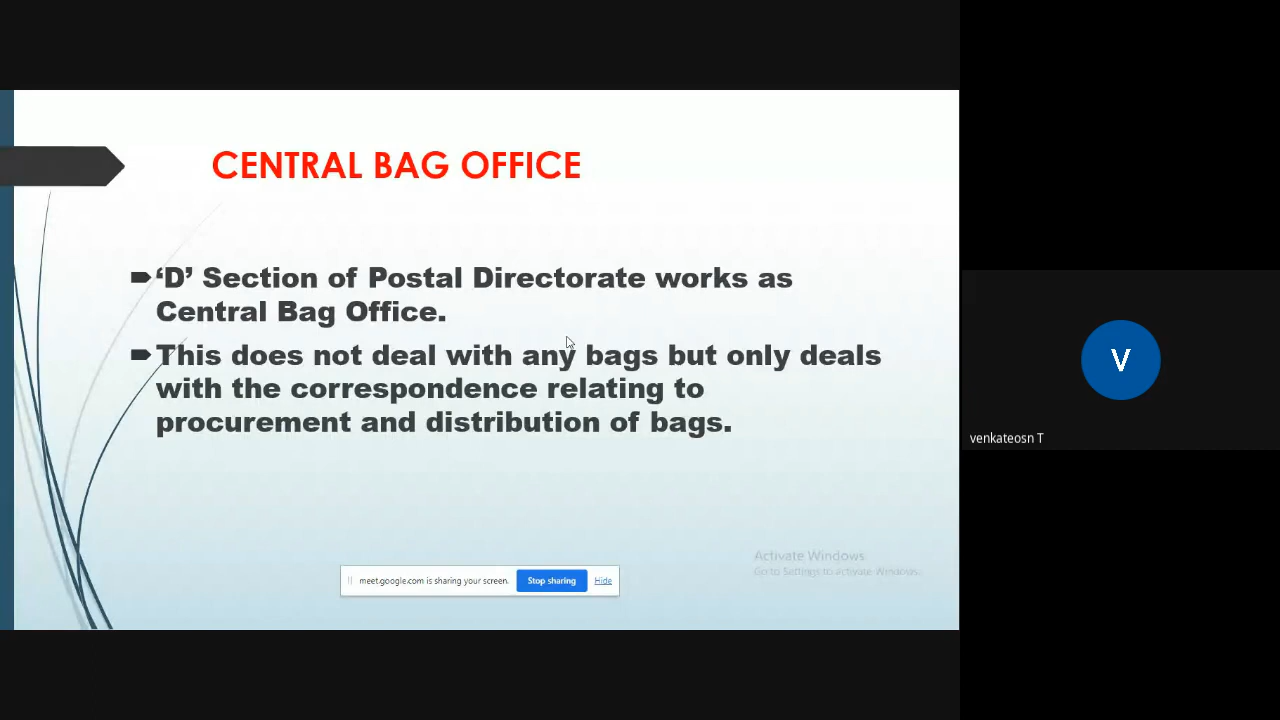 CENTRAL BAG OFFICE
‘D’ Section of Postal Directorate works as
Central Bag Office.
This does not deal with any bags but only deals
with the correspondence relating to
procurement and distribution of bags.
Activate Windows
Go to Settings to activate Windows.
meet.google.com is sharing your screen. Stop sharing Hide
V
venkateosn T